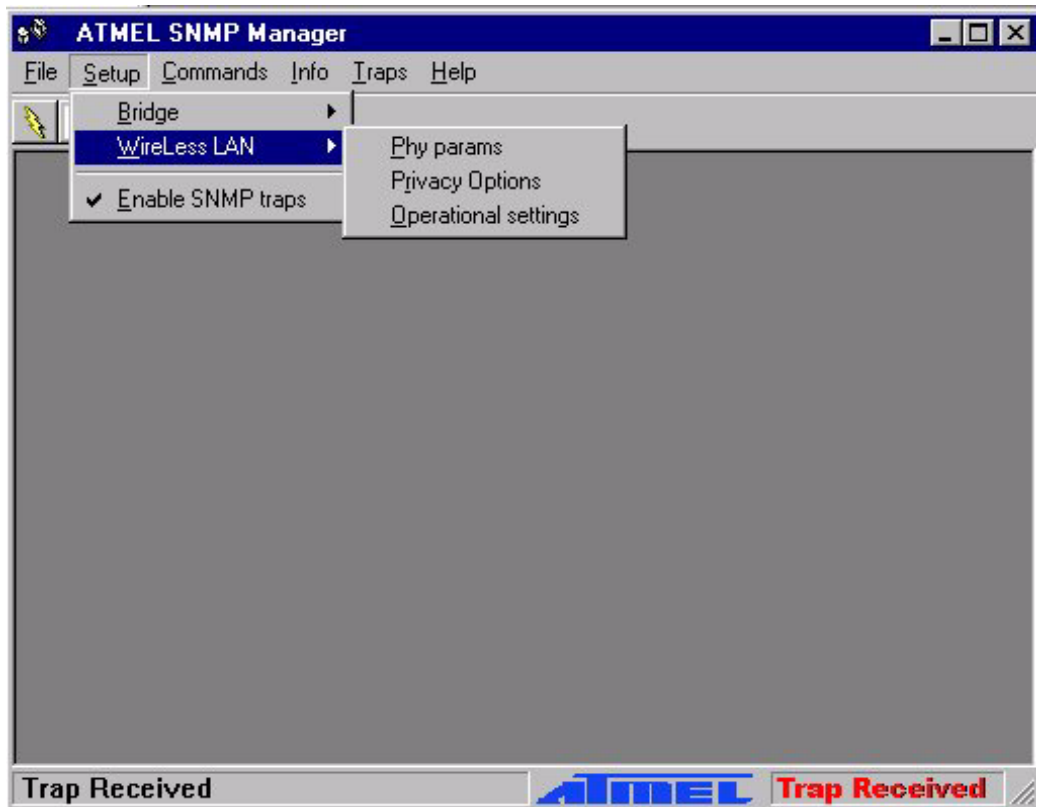 ATMEL SNMP Manager
File Setup Commands Info Traps Help
Bridge
WireLess LAN
Enable SNMP traps
Phy params
Privacy Options
Operational settings
Trap Received ATMEL Trap Received